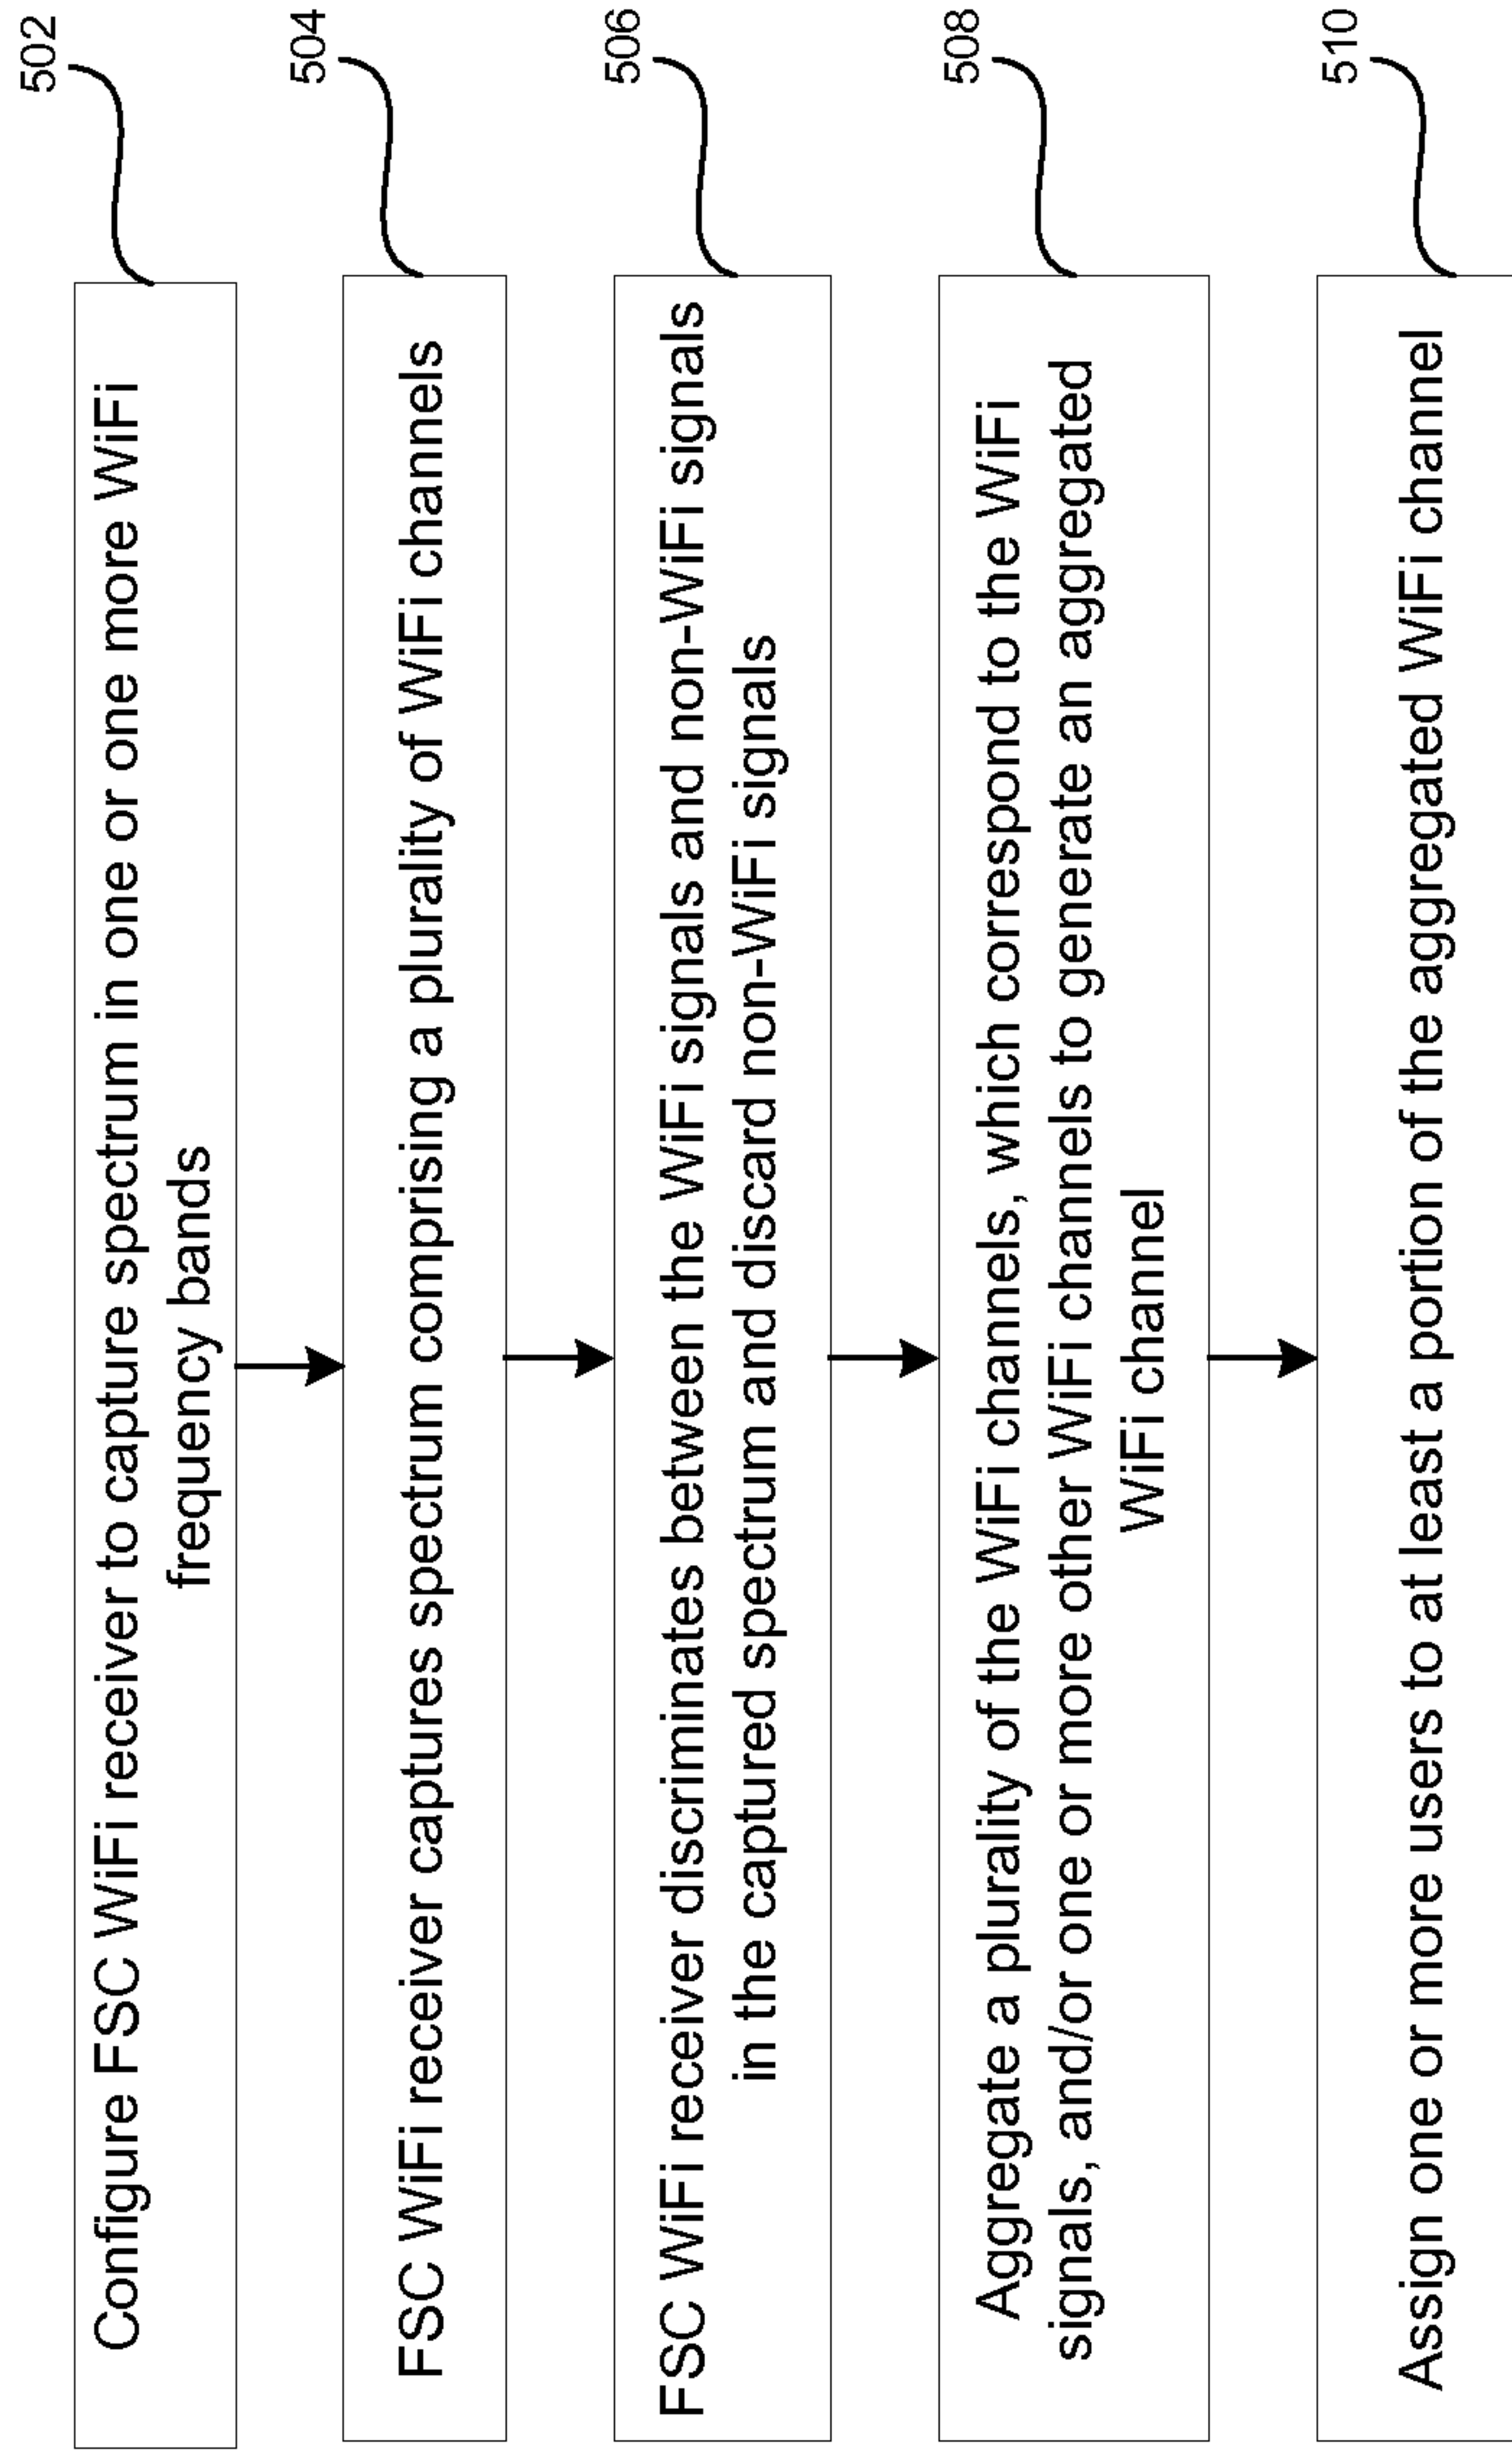 502
Configure FSC WiFi receiver to capture spectrum in one or one more WiFi
frequency bands
504
FSC WiFi receiver captures spectrum comprising a plurality of WiFi channels
506
FSC WiFi receiver discriminates between the WiFi signals and non-WiFi signals
in the captured spectrum and discard non-WiFi signals
508
Aggregate a plurality of the WiFi channels, which correspond to the WiFi
signals, and/or one or more other WiFi channels to generate an aggregated
WiFi channel
510
Assign one or more users to at least a portion of the aggregated WiFi channel